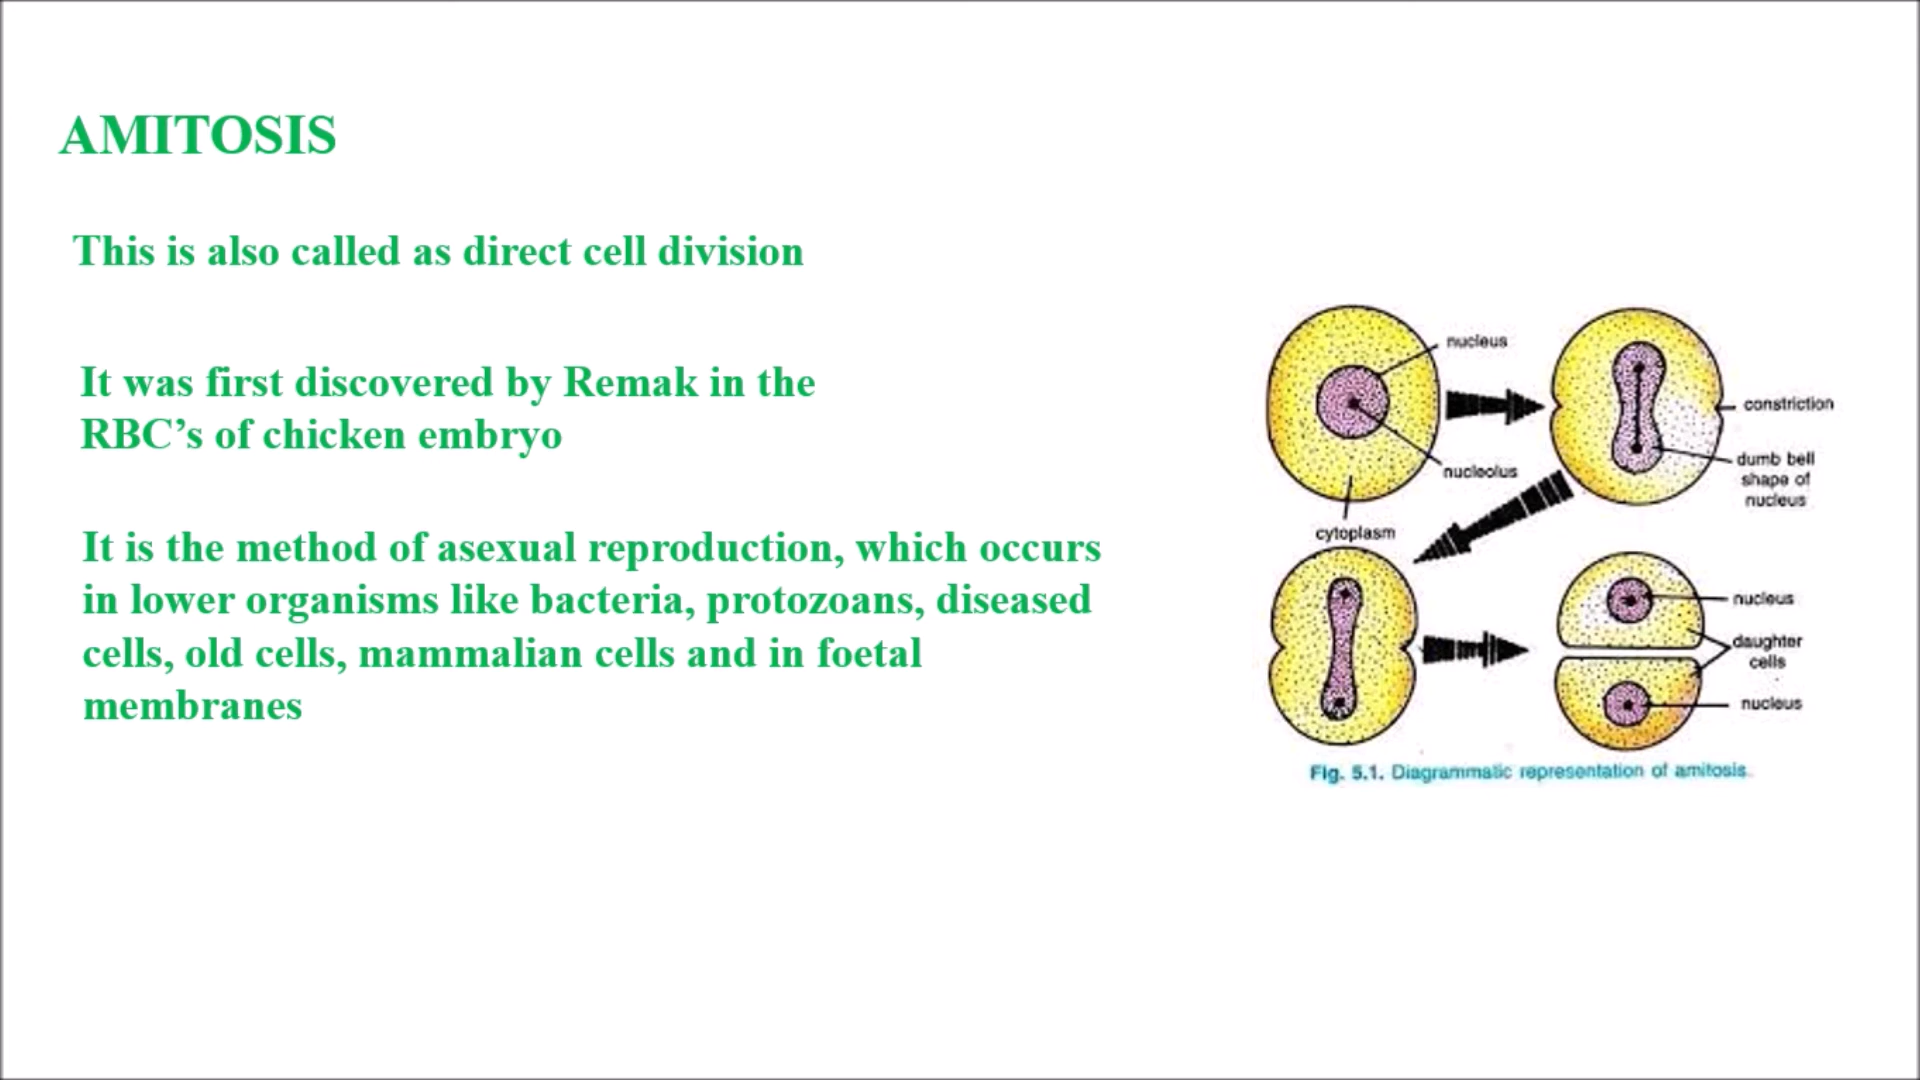 AMITOSIS
This is also called as direct cell division
It was first discovered by Remak in the
RBC’s of chicken embryo
It is the method of asexual reproduction, which occurs
in lower organisms like bacteria, protozoans, diseased
cells, old cells, mammalian cells and in foetal
membranes
nucleus
constriction
dumb bell
shape of
nucleus
nucleolus
cytoplasm
nucleus
daughter
cells
nucleus
Fig. 5.1. Diagrammatic representation of amitosis.